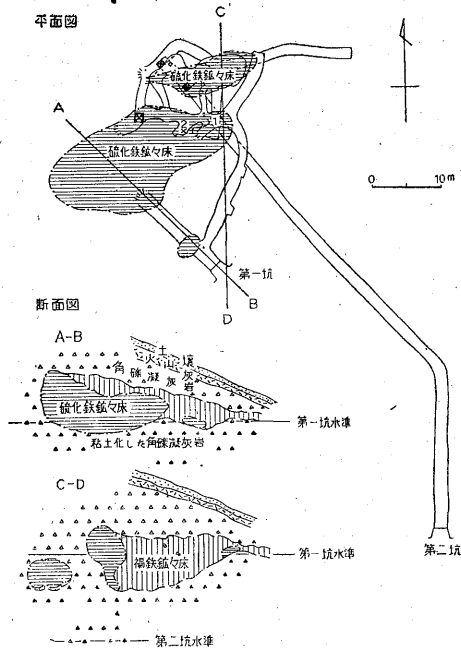 平面図
C
硫化鉄鉱々床
A
硫化鉄鉱々床
0 10m
第一坑
B
D
断面図
A-B
土壌
火山灰
角礫凝灰岩
硫化鉄鉱々床
第一坑水準
粘土化した角礫凝灰岩
C-D
褐鉄鉱々床
第一坑水準
第二坑
第二坑水準